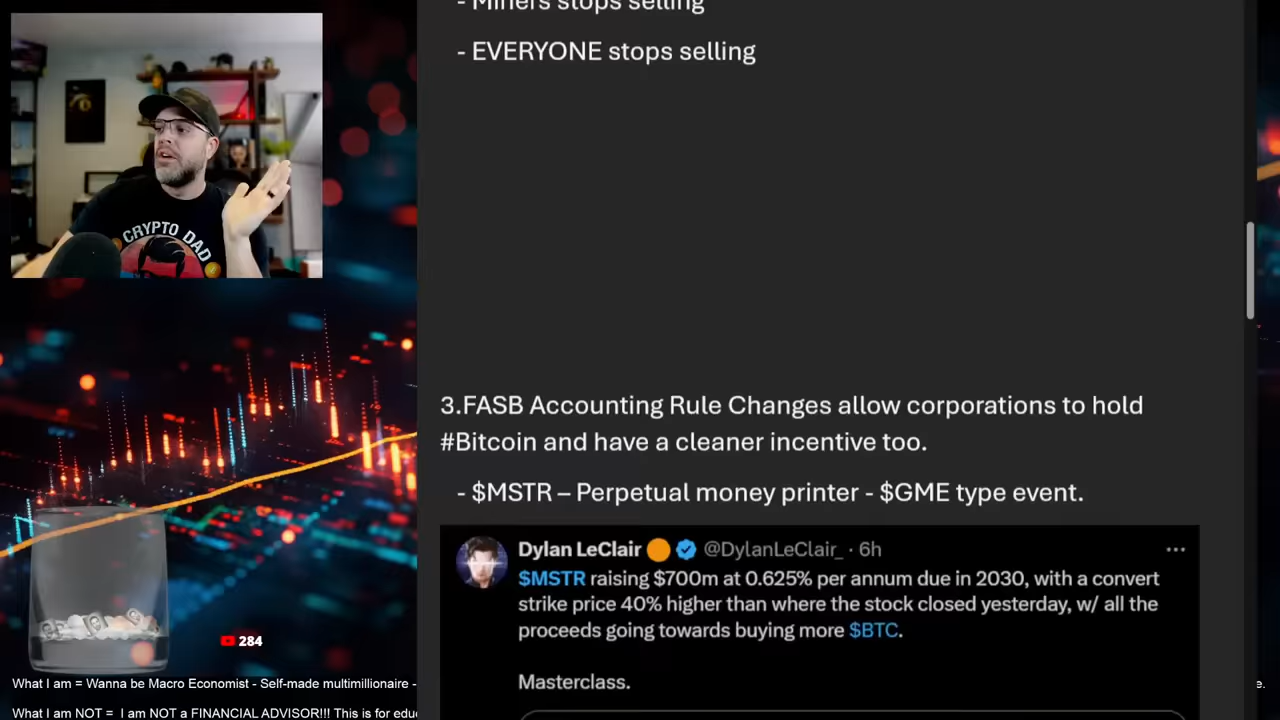 - Miners stops selling
- EVERYONE stops selling
CRYPTO DAD
3.FASB Accounting Rule Changes allow corporations to hold
#Bitcoin and have a cleaner incentive too.
- $MSTR – Perpetual money printer - $GME type event.
Dylan LeClair @DylanLeClair_ · 6h
$MSTR raising $700m at 0.625% per annum due in 2030, with a convert
strike price 40% higher than where the stock closed yesterday, w/ all the
proceeds going towards buying more $BTC.
Masterclass.
284
What I am = Wanna be Macro Economist - Self-made multimillionaire -
What I am NOT = I am NOT a FINANCIAL ADVISOR!!! This is for educ